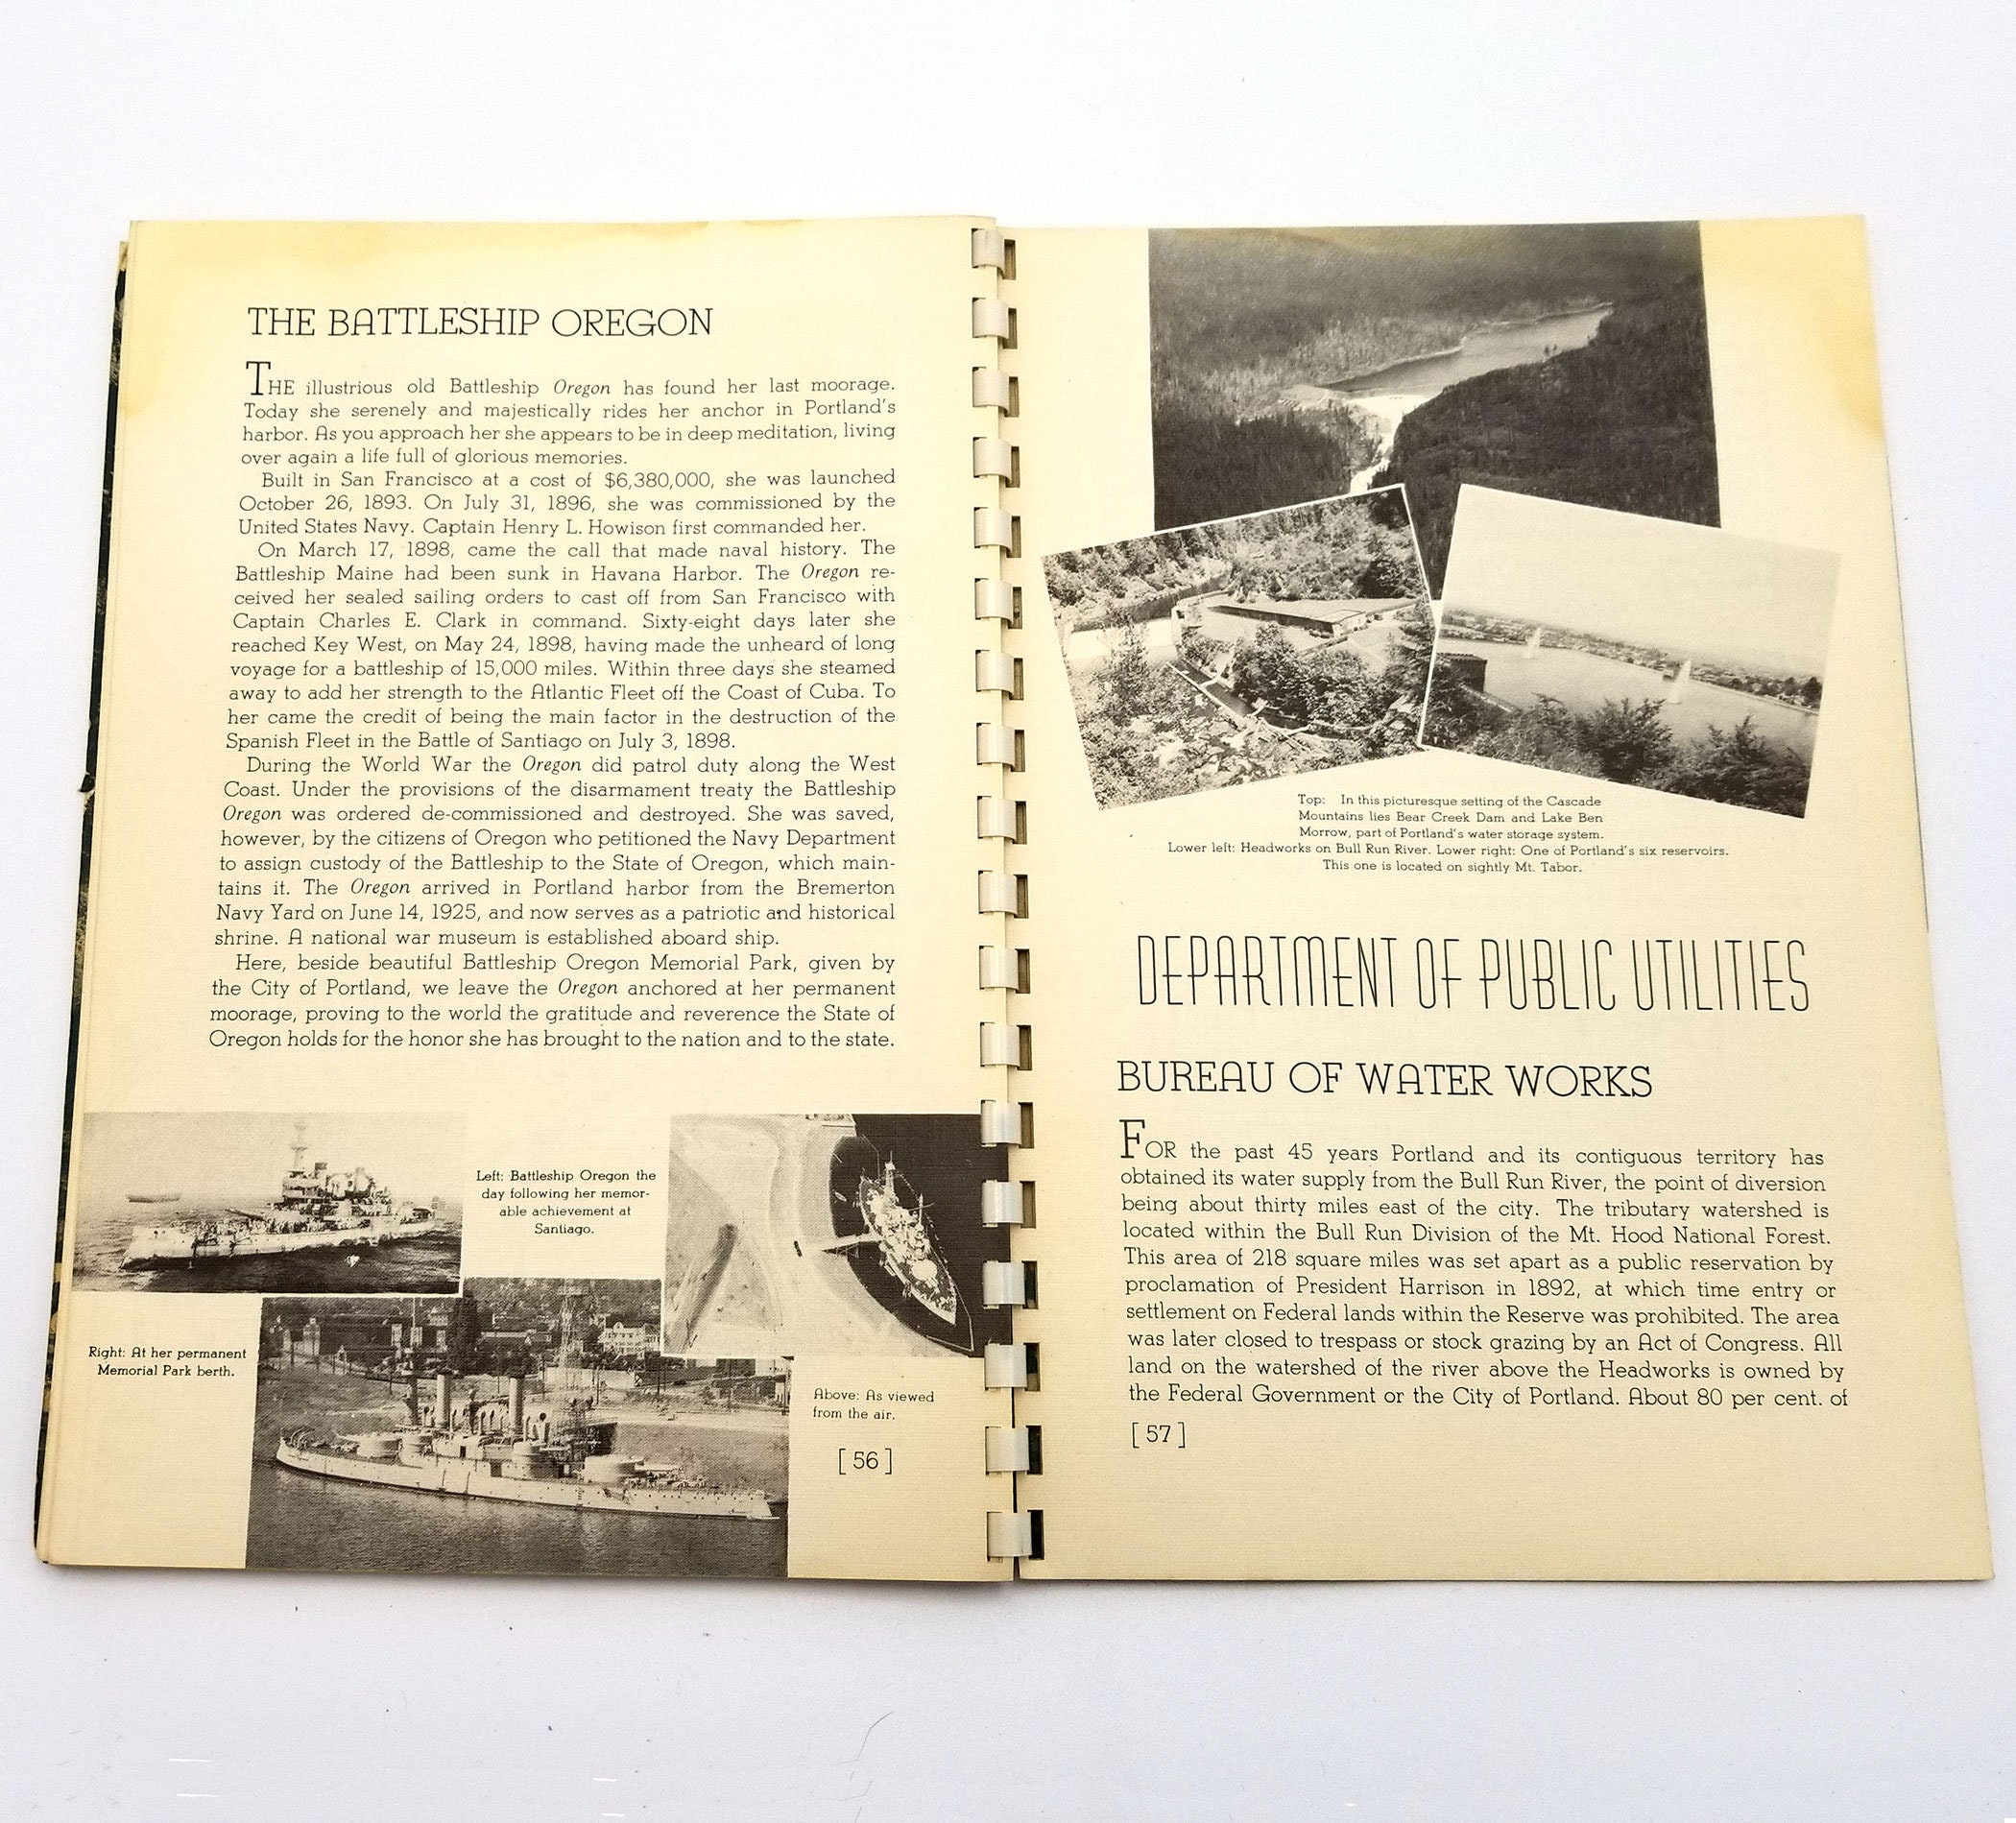 THE BATTLESHIP OREGON
THE illustrious old Battleship Oregon has found her last moorage.
Today she serenely and majestically rides her anchor in Portland's
harbor. As you approach her she appears to be in deep meditation, living
over again a life full of glorious memories.
Built in San Francisco at a cost of $6,380,000, she was launched
October 26, 1893. On July 31, 1896, she was commissioned by the
United States Navy. Captain Henry L. Howison first commanded her.
On March 17, 1898, came the call that made naval history. The
Battleship Maine had been sunk in Havana Harbor. The Oregon re-
ceived her sealed sailing orders to cast off from San Francisco with
Captain Charles E. Clark in command. Sixty-eight days later she
reached Key West, on May 24, 1898, having made the unheard of long
voyage for a battleship of 15,000 miles. Within three days she steamed
away to add her strength to the Atlantic Fleet off the Coast of Cuba. To
her came the credit of being the main factor in the destruction of the
Spanish Fleet in the Battle of Santiago on July 3, 1898.
During the World War the Oregon did patrol duty along the West
Coast. Under the provisions of the disarmament treaty the Battleship
Oregon was ordered de-commissioned and destroyed. She was saved,
however, by the citizens of Oregon who petitioned the Navy Department
to assign custody of the Battleship to the State of Oregon, which main-
tains it. The Oregon arrived in Portland harbor from the Bremerton
Navy Yard on June 14, 1925, and now serves as a patriotic and historical
shrine. A national war museum is established aboard ship.
Here, beside beautiful Battleship Oregon Memorial Park, given by
the City of Portland, we leave the Oregon anchored at her permanent
moorage, proving to the world the gratitude and reverence the State of
Oregon holds for the honor she has brought to the nation and to the state.
Left: Battleship Oregon the
day following her memor-
able achievement at
Santiago.
Right: At her permanent
Memorial Park berth.
Above: As viewed
from the air.
[56]
Top: In this picturesque setting of the Cascade
Mountains lies Bear Creek Dam and Lake Ben
Morrow, part of Portland's water storage system.
Lower left: Headworks on Bull Run River. Lower right: One of Portland's six reservoirs.
This one is located on sightly Mt. Tabor.
DEPARTMENT OF PUBLIC UTILITIES
BUREAU OF WATER WORKS
FOR the past 45 years Portland and its contiguous territory has
obtained its water supply from the Bull Run River, the point of diversion
being about thirty miles east of the city. The tributary watershed is
located within the Bull Run Division of the Mt. Hood National Forest.
This area of 218 square miles was set apart as a public reservation by
proclamation of President Harrison in 1892, at which time entry or
settlement on Federal lands within the Reserve was prohibited. The area
was later closed to trespass or stock grazing by an Act of Congress. All
land on the watershed of the river above the Headworks is owned by
the Federal Government or the City of Portland. About 80 per cent. of
[57]